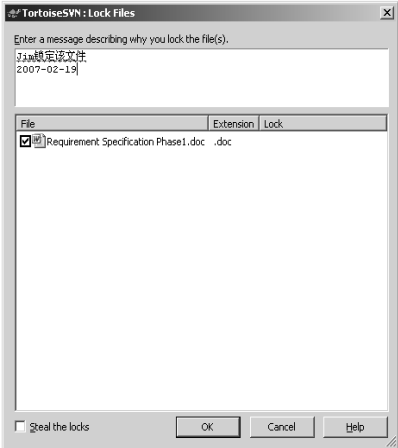 TortoiseSVN : Lock Files
Enter a message describing why you lock the file(s).
Jim锁定该文件
2007-02-19
File Extension Lock
Requirement Specification Phase1.doc .doc
Steal the locks OK Cancel Help